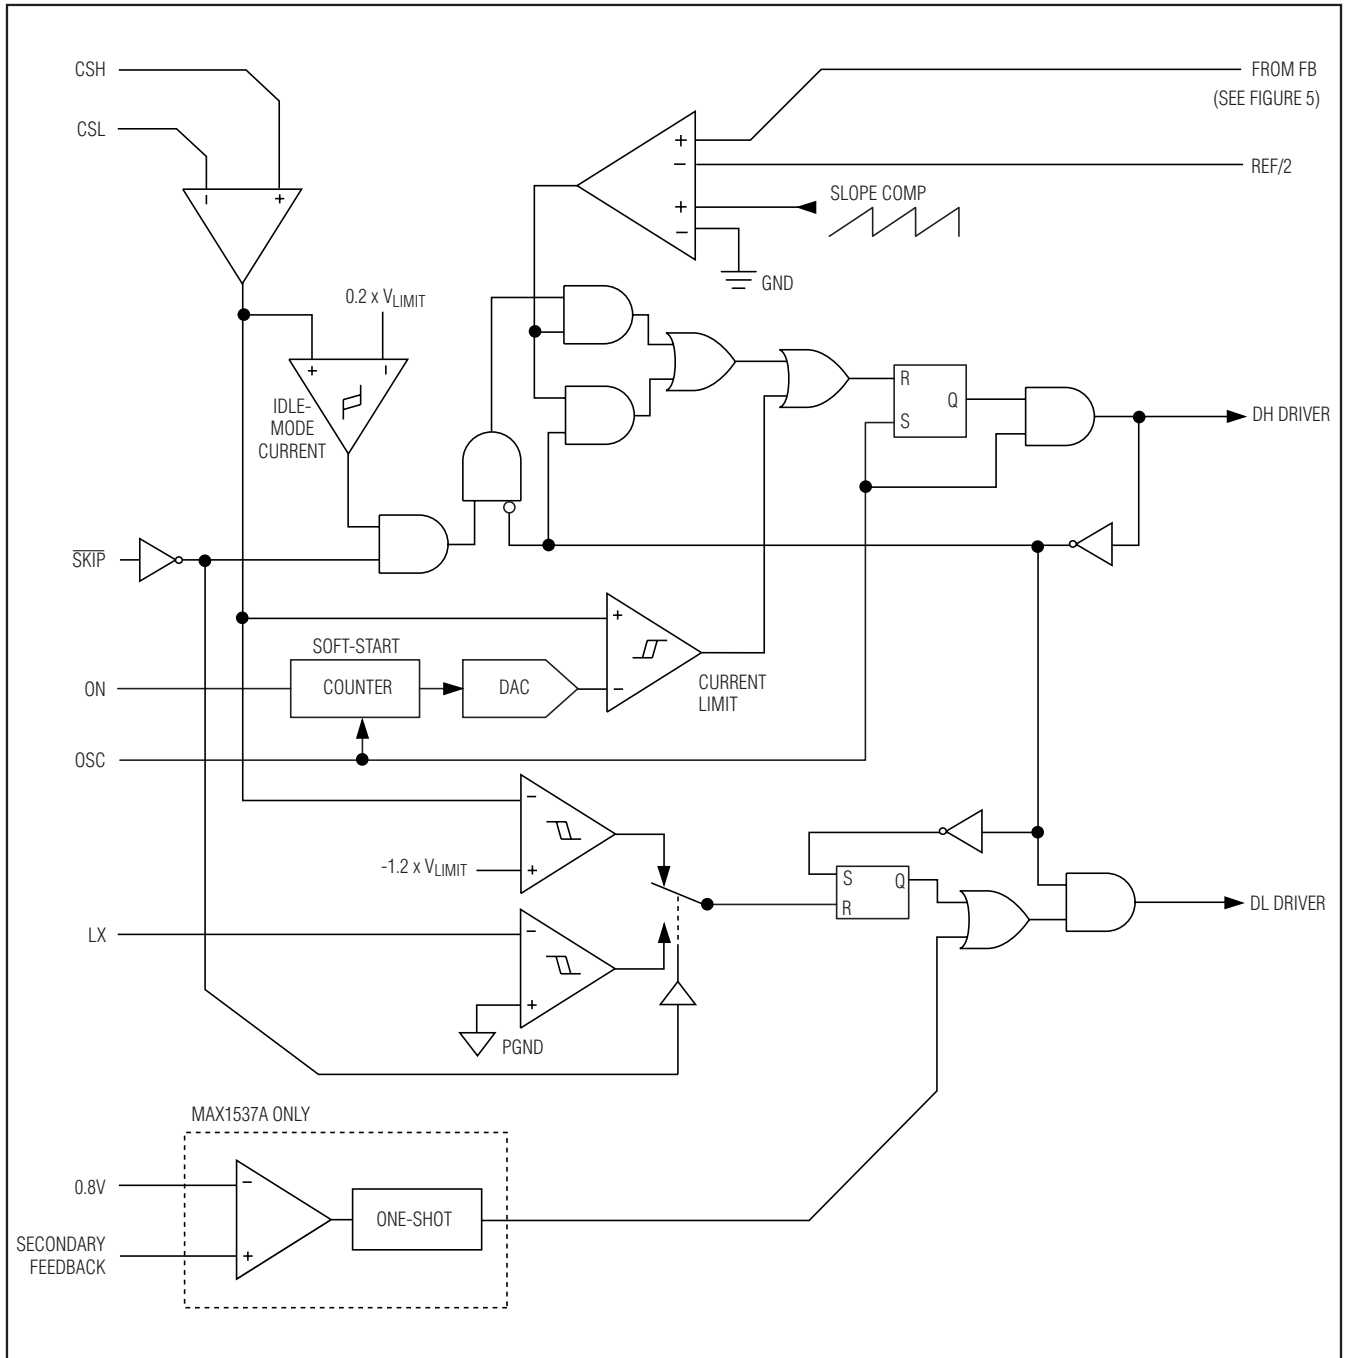 CSH
FROM FB
(SEE FIGURE 5)
CSL
+
−
REF/2
− +
+
SLOPE COMP
−
GND
0.2 x VLIMIT
+ −
IDLE-
MODE
CURRENT
R
Q
S
DH DRIVER
SKIP
+
SOFT-START
ON
COUNTER
DAC
−
CURRENT
LIMIT
OSC
−
-1.2 x VLIMIT
+
S
Q
R
DL DRIVER
LX
−
+
PGND
MAX1537A ONLY
0.8V
−
ONE-SHOT
SECONDARY
FEEDBACK
+